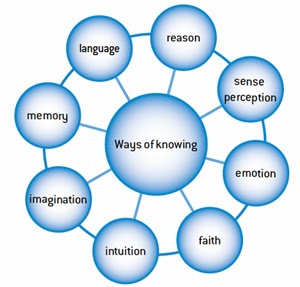 reason
language
sense
perception
memory
Ways of knowing
emotion
imagination
faith
intuition